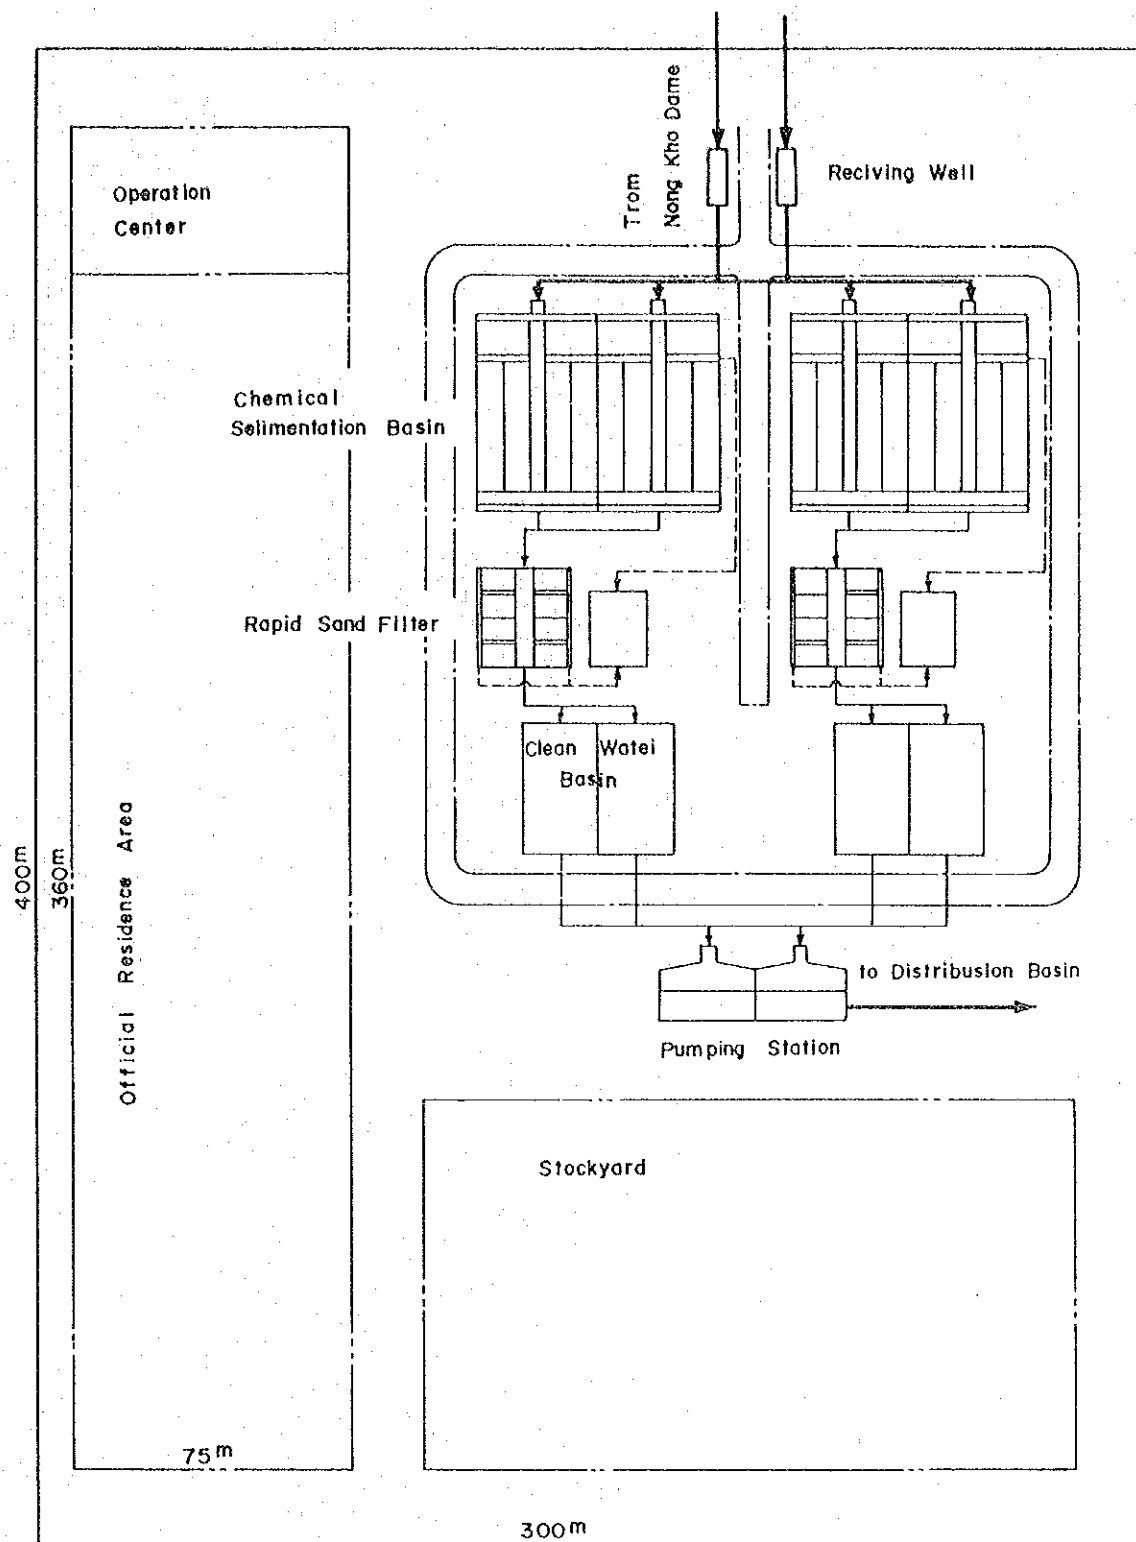 Trom
Nong Kho Dame
Reciving Well
Operation
Center
Chemical
Selimentation Basin
Rapid Sand Filter
Clean Watei
Basin
400m
360m
Official Residence Area
to Distribusion Basin
Pumping Station
Stockyard
75m
300m